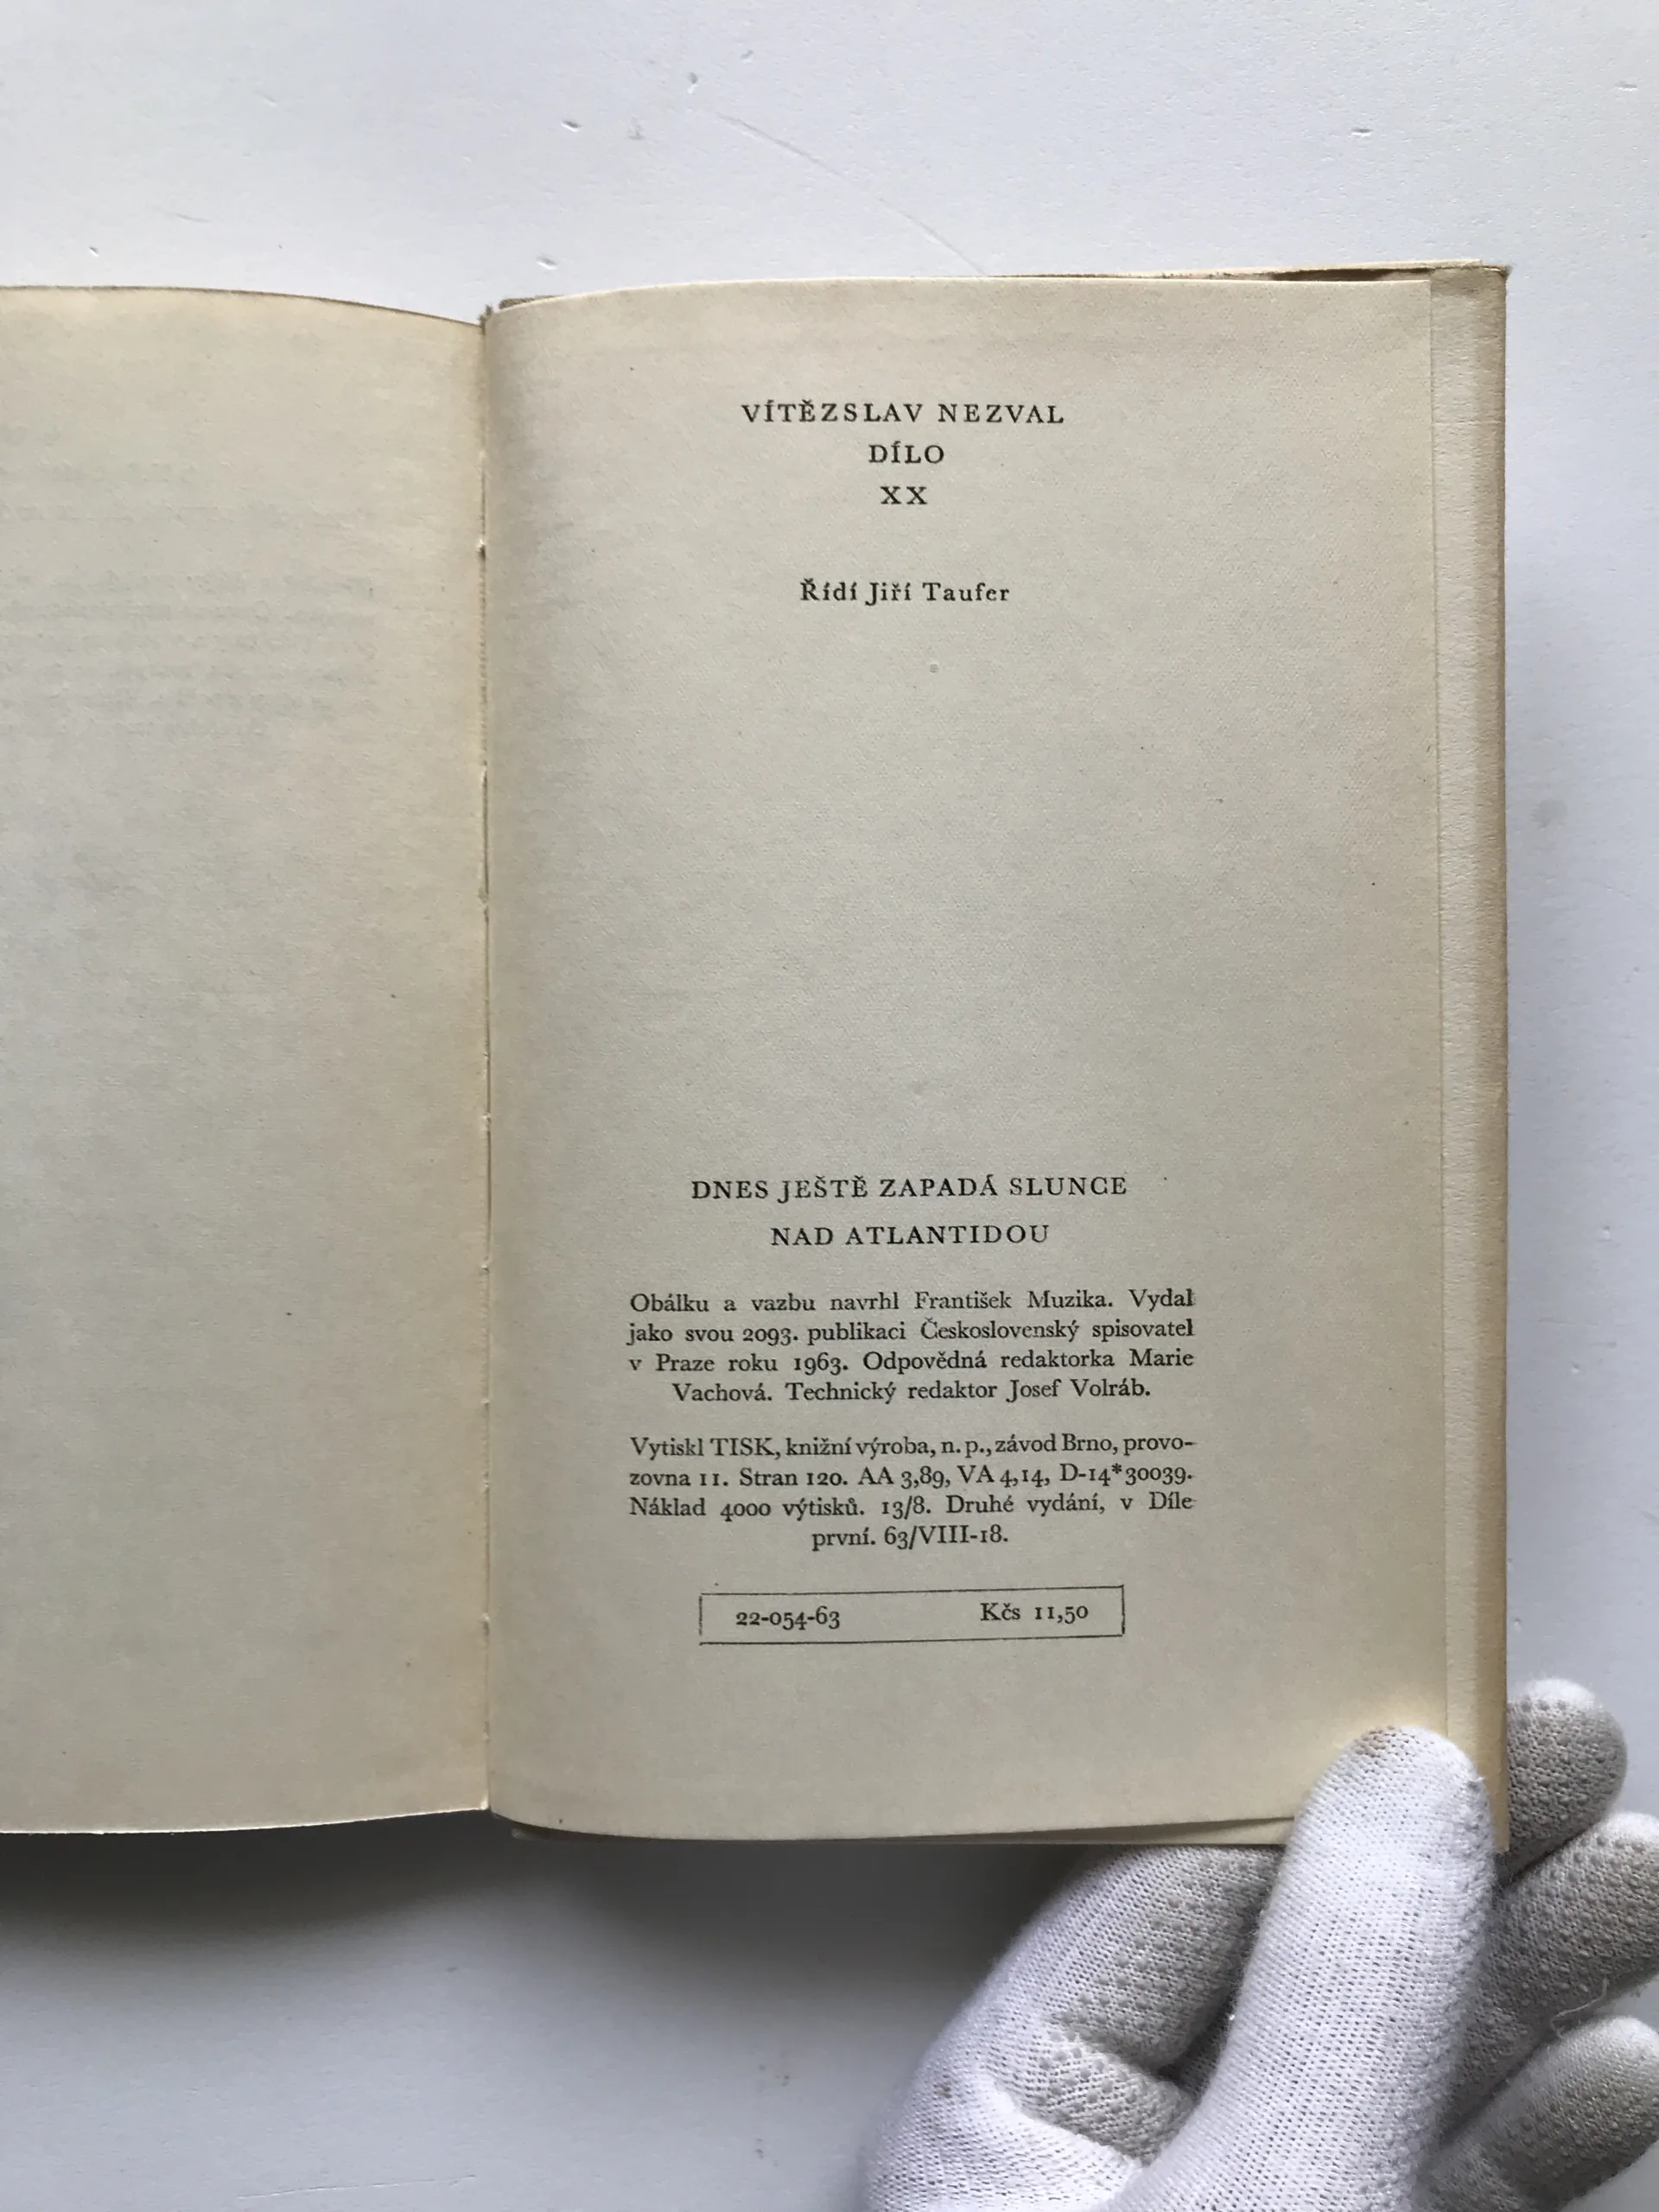 VÍTĚZSLAV NEZVAL
DÍLO
XX
Řídí Jiří Taufer
DNES JEŠTĚ ZAPADÁ SLUNCE
NAD ATLANTIDOU
Obálku a vazbu navrhl František Muzika. Vydal
jako svou 2093. publikaci Československý spisovatel
v Praze roku 1963. Odpovědná redaktorka Marie
Vachová. Technický redaktor Josef Volráb.
Vytiskl TISK, knižní výroba, n. p., závod Brno, provo-
zovna 11. Stran 120. AA 3,89, VA 4,14, D-14*30039.
Náklad 4000 výtisků. 13/8. Druhé vydání, v Díle
první. 63/VIII-18.
22-054-63 Kčs 11,50